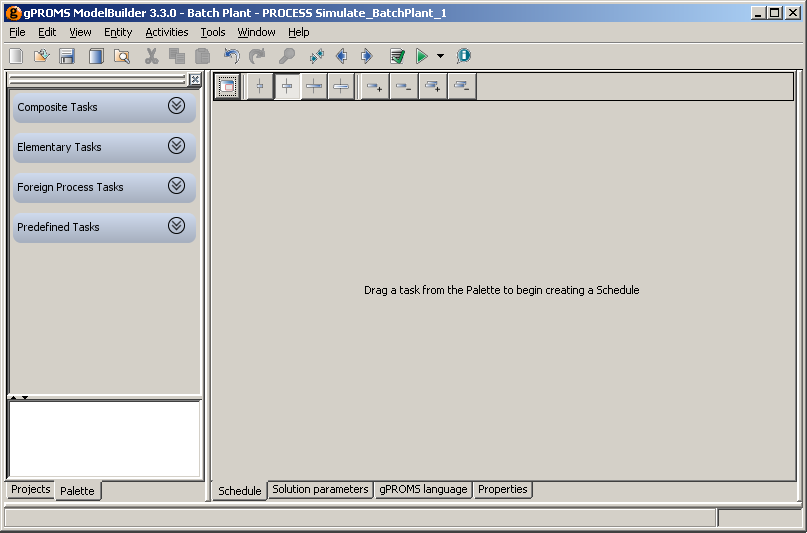 gPROMS ModelBuilder 3.3.0 - Batch Plant - PROCESS Simulate_BatchPlant_1
File Edit View Entity Activities Tools Window Help
Composite Tasks
Elementary Tasks
Foreign Process Tasks
Predefined Tasks
Drag a task from the Palette to begin creating a Schedule
Projects Palette
Schedule Solution parameters gPROMS language Properties